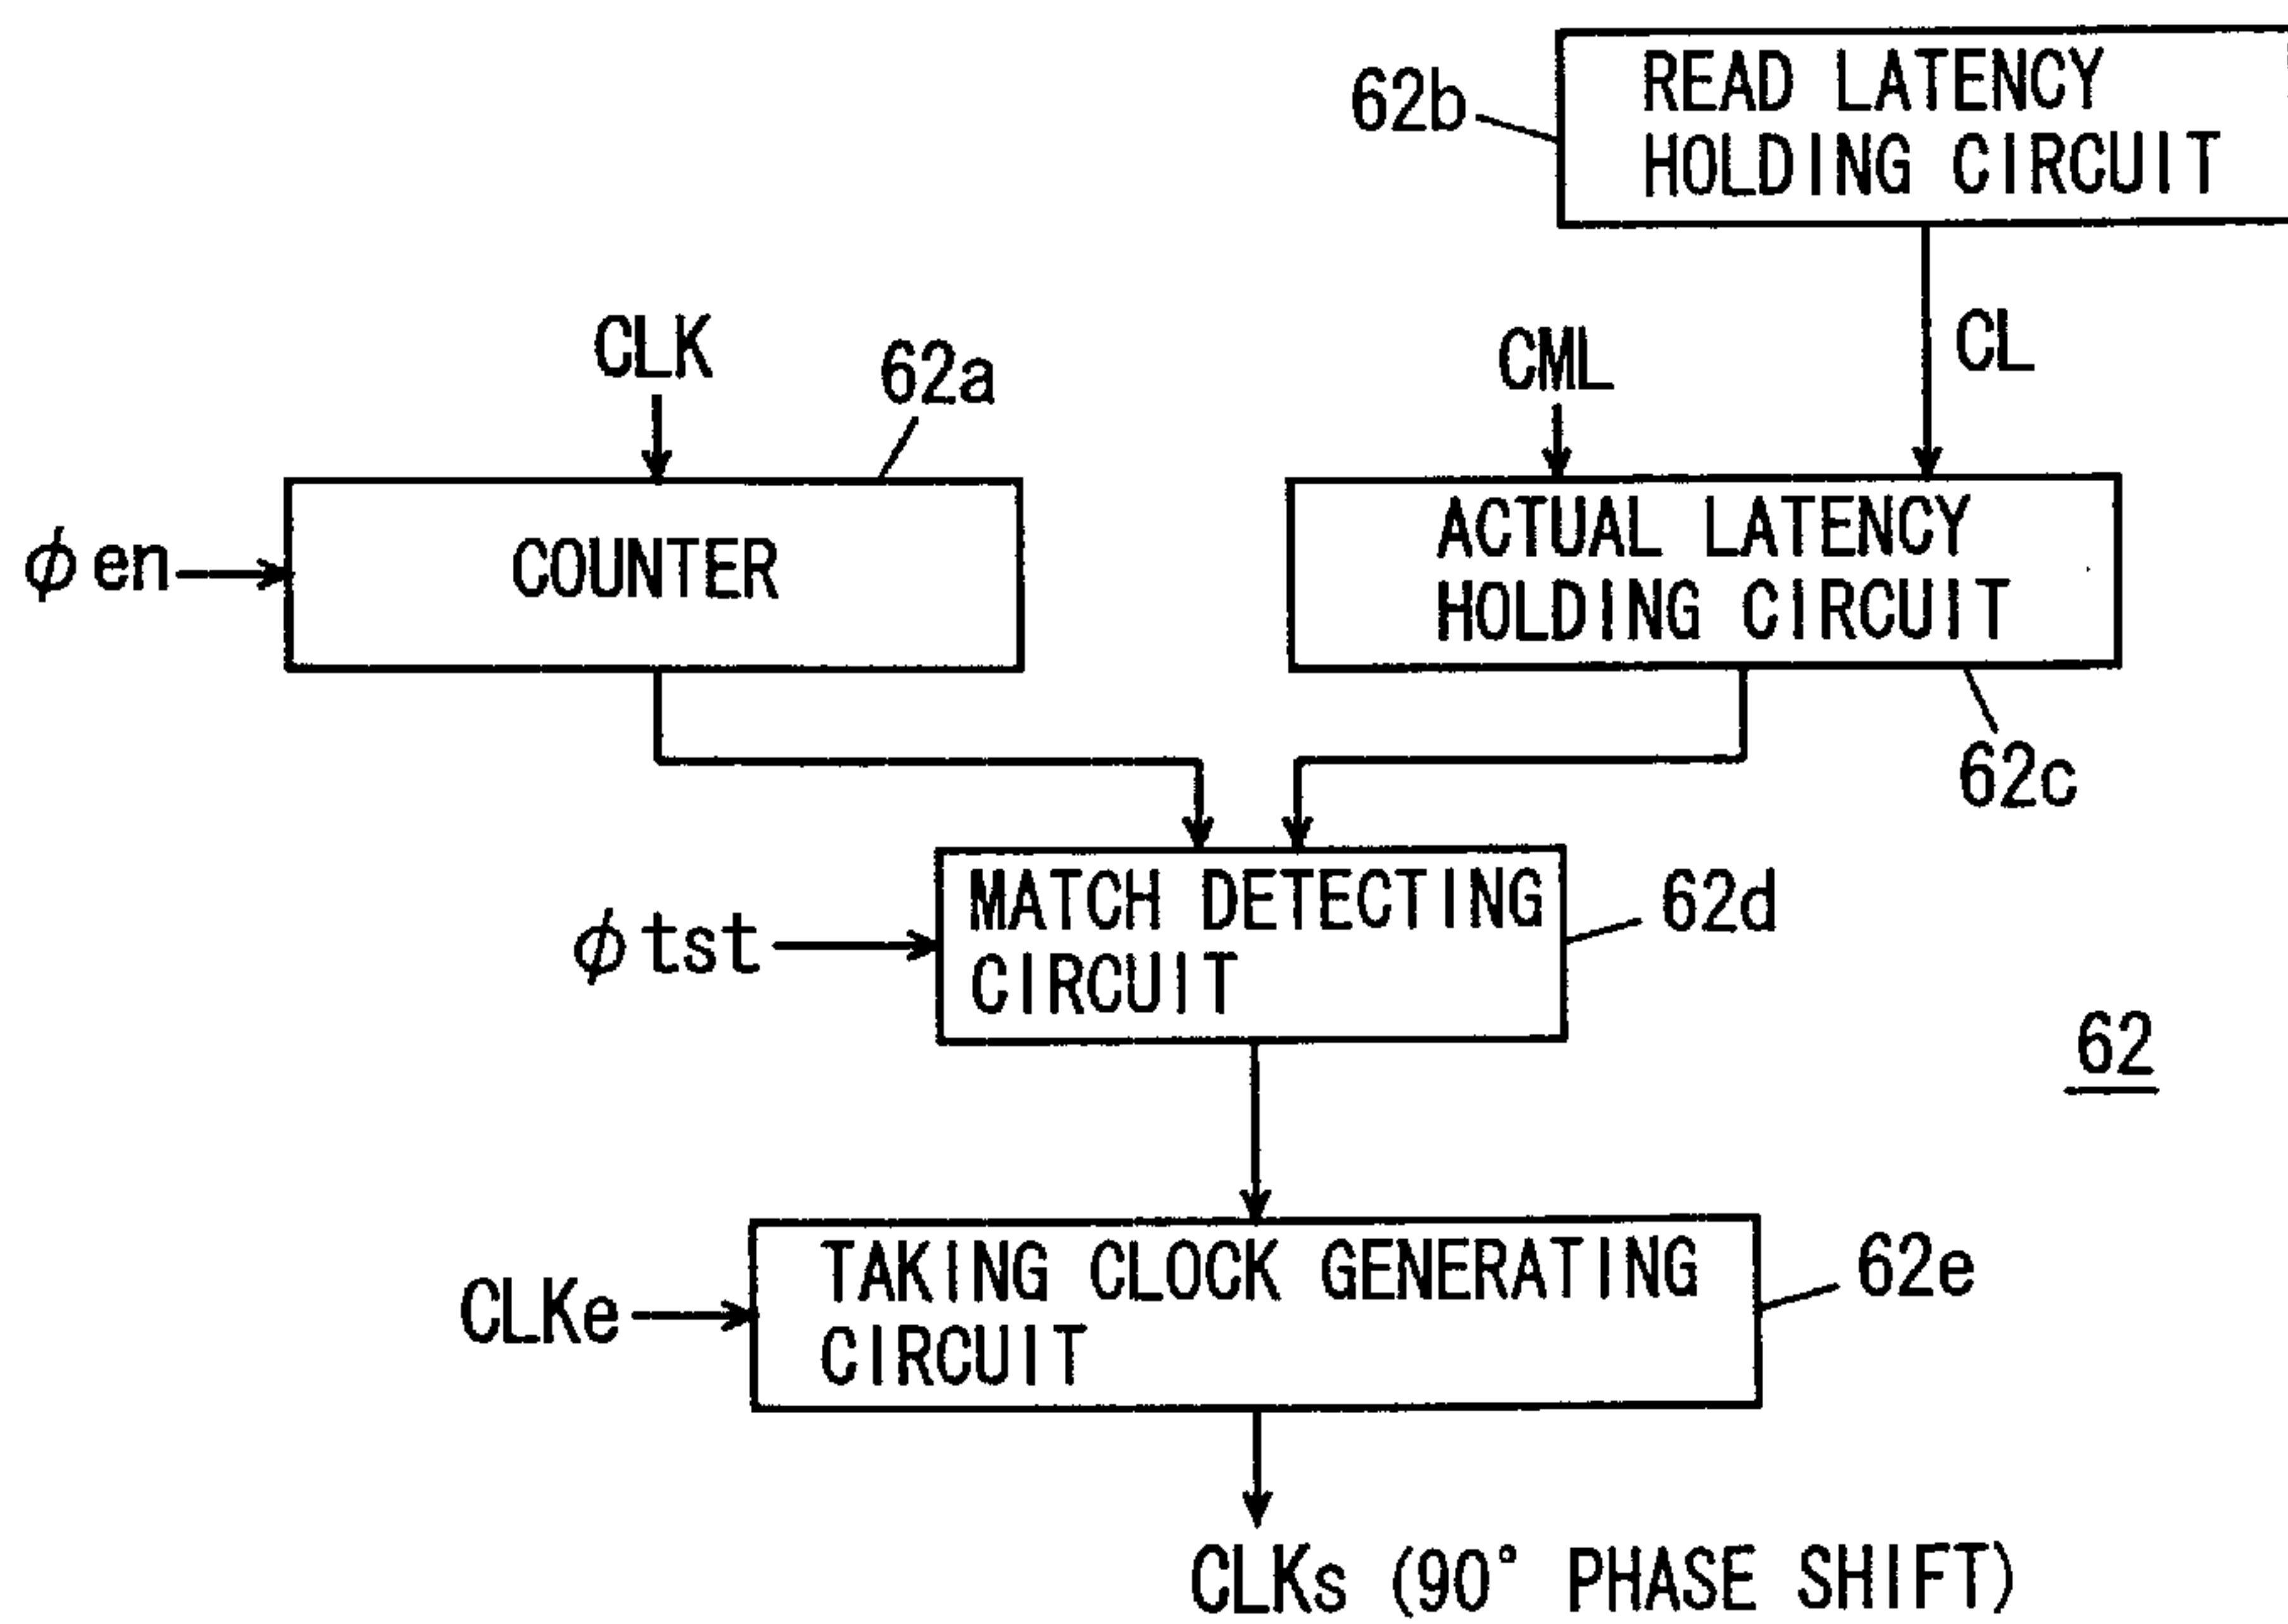 READ LATENCY
HOLDING CIRCUIT
62b
CLK
62a
CML
CL
φen
COUNTER
ACTUAL LATENCY
HOLDING CIRCUIT
62c
MATCH DETECTING
CIRCUIT
62d
φtst
62
TAKING CLOCK GENERATING
CIRCUIT
62e
CLKe
CLKs (90° PHASE SHIFT)